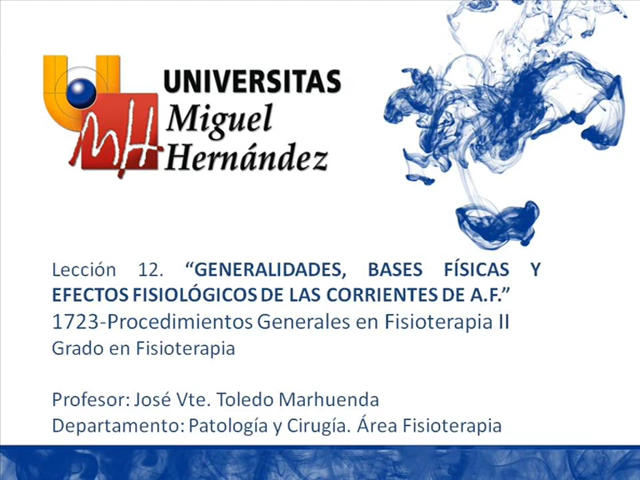 UNIVERSITAS
Miguel
Hernández
UMH
Lección 12. “GENERALIDADES, BASES FÍSICAS Y
EFECTOS FISIOLÓGICOS DE LAS CORRIENTES DE A.F.”
1723-Procedimientos Generales en Fisioterapia II
Grado en Fisioterapia
Profesor: José Vte. Toledo Marhuenda
Departamento: Patología y Cirugía. Área Fisioterapia